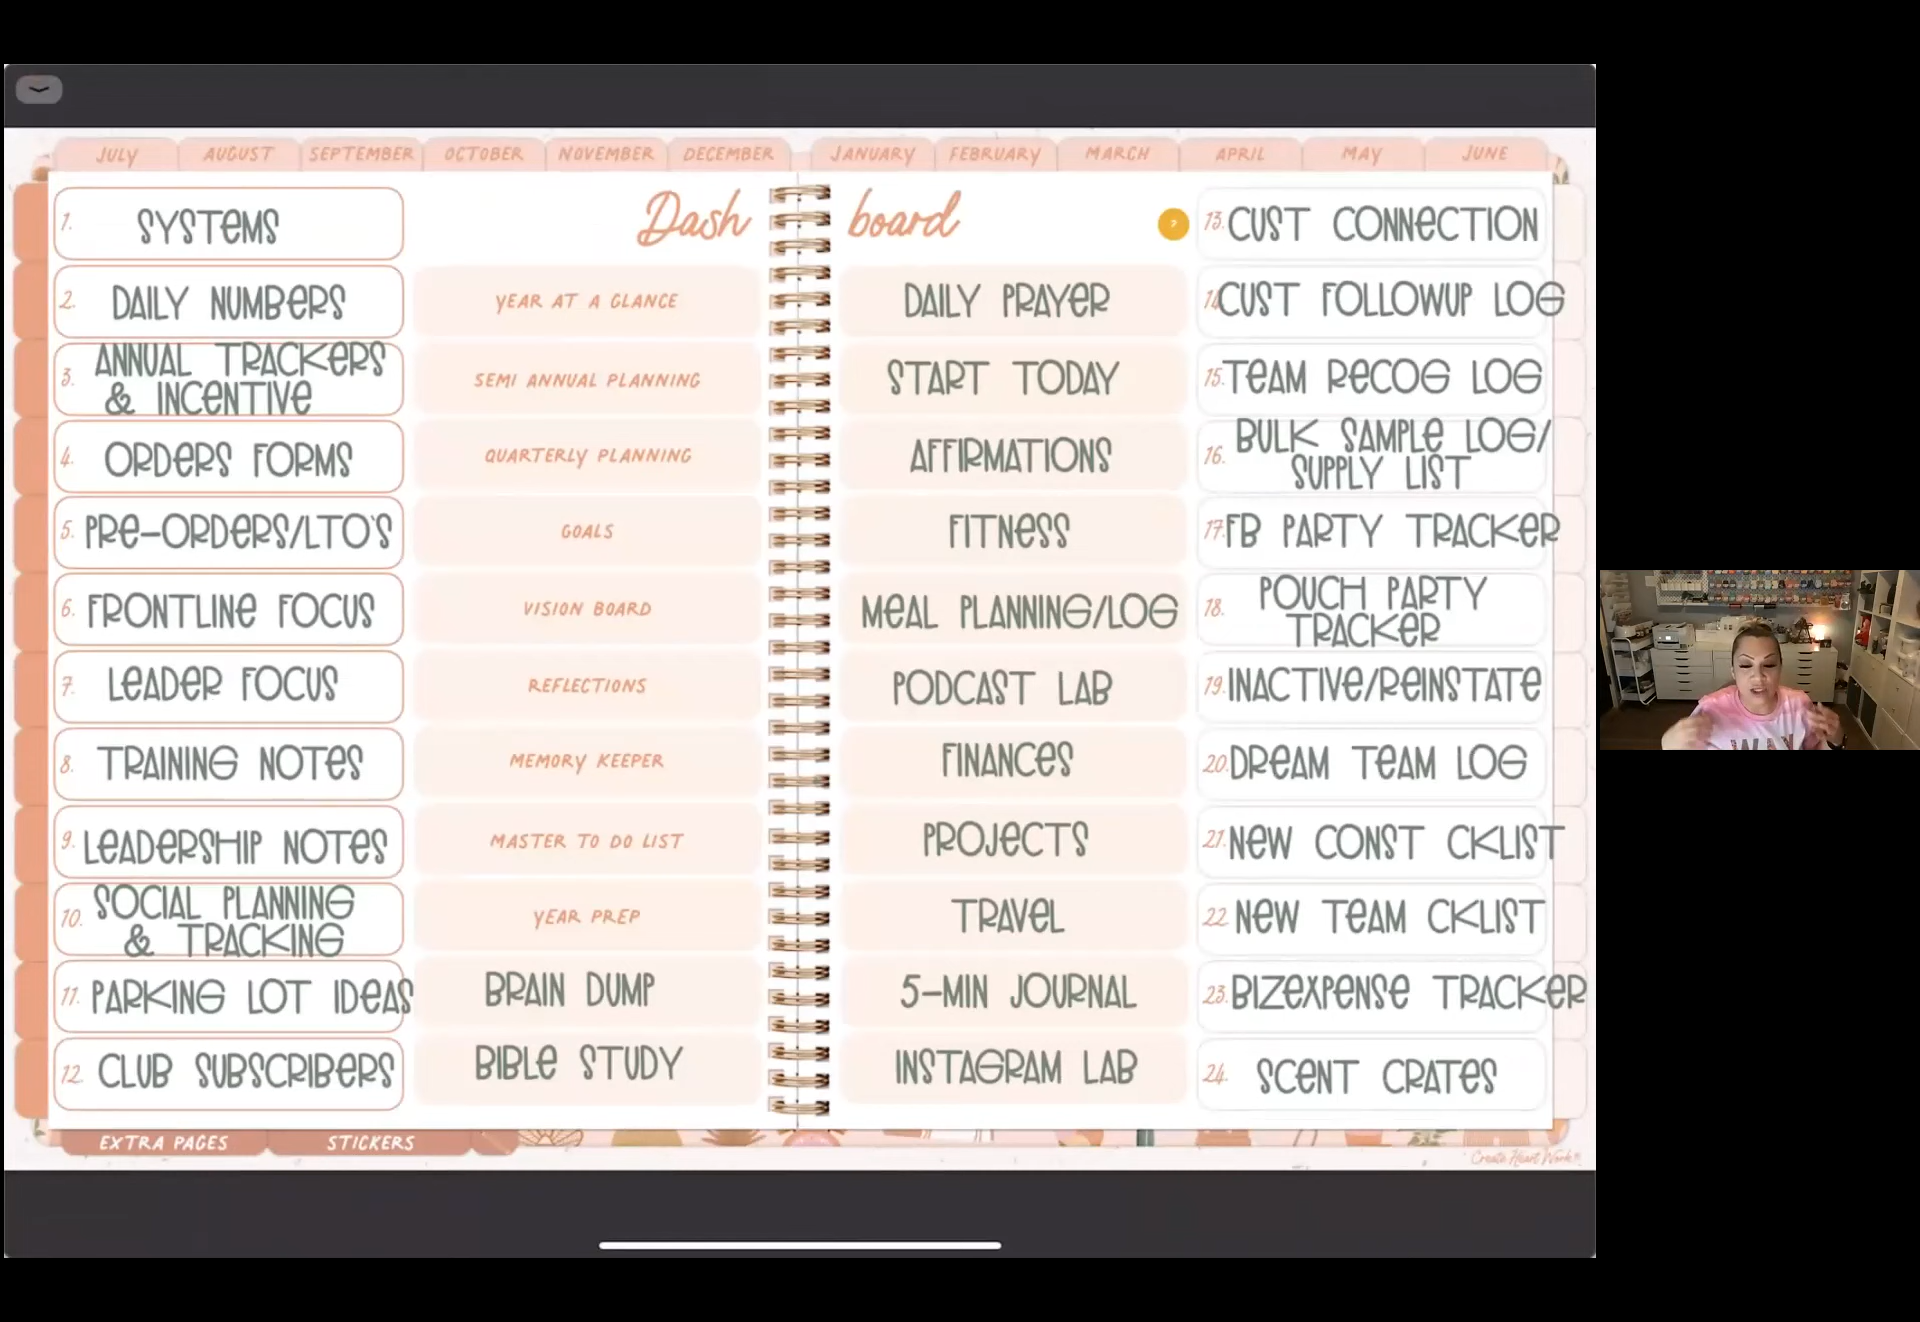 JULY
AUGUST
SEPTEMBER
OCTOBER
NOVEMBER
DECEMBER
JANUARY
FEBRUARY
MARCH
APRIL
MAY
JUNE
Dash board
?
1. SYSTEMS
2. DAILY NUMBERS
3. ANNUAL TRACKERS
& INCENTIVE
4. ORDERS FORMS
5. PRE-ORDERS/LTO'S
6. FRONTLINE FOCUS
7. LEADER FOCUS
8. TRAINING NOTES
9. LEADERSHIP NOTES
10. SOCIAL PLANNING
& TRACKING
11. PARKING LOT IDEAS
12. CLUB SUBSCRIBERS
YEAR AT A GLANCE
SEMI ANNUAL PLANNING
QUARTERLY PLANNING
GOALS
VISION BOARD
REFLECTIONS
MEMORY KEEPER
MASTER TO DO LIST
YEAR PREP
BRAIN DUMP
BIBLE STUDY
DAILY PRAYER
START TODAY
AFFIRMATIONS
FITNESS
MEAL PLANNING/LOG
PODCAST LAB
FINANCES
PROJECTS
TRAVEL
5-MIN JOURNAL
INSTAGRAM LAB
13. CUST CONNECTION
14. CUST FOLLOWUP LOG
15. TEAM RECOG LOG
16. BULK SAMPLE LOG/
SUPPLY LIST
17. FB PARTY TRACKER
18. POUCH PARTY
TRACKER
19. INACTIVE/REINSTATE
20. DREAM TEAM LOG
21. NEW CONST CKLIST
22. NEW TEAM CKLIST
23. BIZEXPENSE TRACKER
24. SCENT CRATES
EXTRA PAGES
STICKERS
Create Heart Work